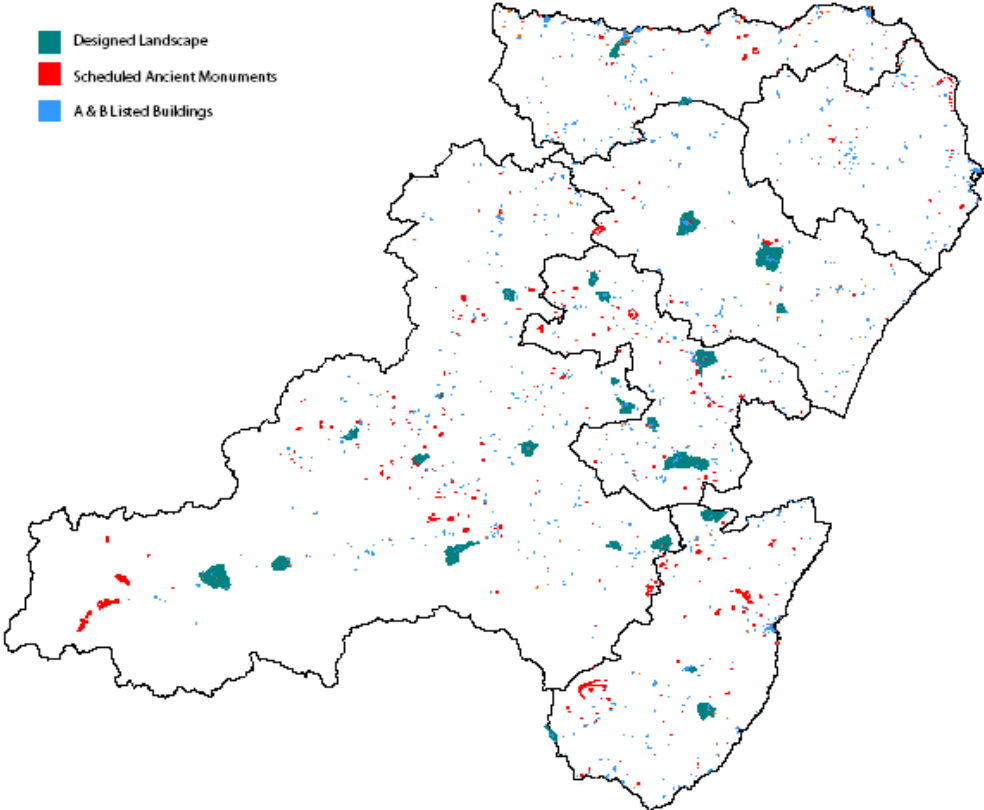 Designed Landscape
Scheduled Ancient Monuments
A & B Listed Buildings